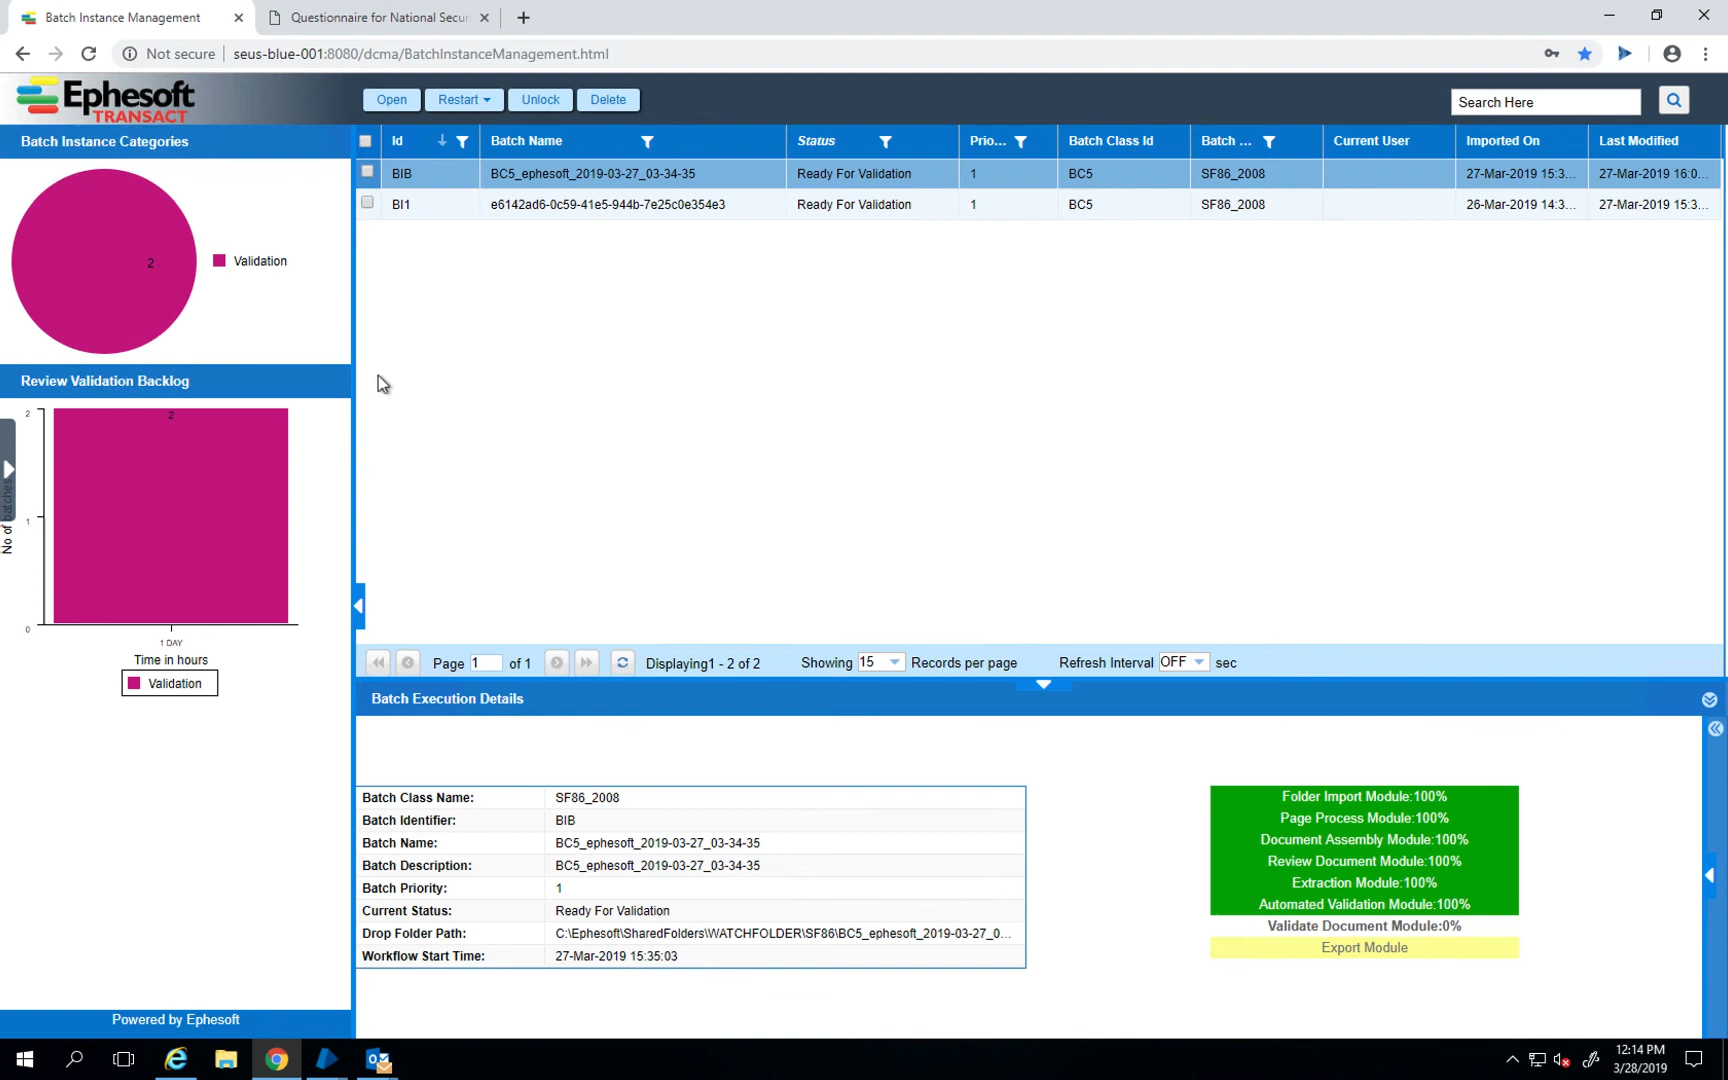 Batch Instance Management
Questionnaire for National Secur
Not secure seus-blue-001:8080/dcma/BatchInstanceManagement.html
Ephesoft
TRANSACT
Open Restart Unlock Delete
Search Here
Batch Instance Categories
Id Batch Name Status Prio... Batch Class Id Batch ... Current User Imported On Last Modified
BIB BC5_ephesoft_2019-03-27_03-34-35 Ready For Validation 1 BC5 SF86_2008 27-Mar-2019 15:3... 27-Mar-2019 16:0...
BI1 e6142ad6-0c59-41e5-944b-7e25c0e354e3 Ready For Validation 1 BC5 SF86_2008 26-Mar-2019 14:3... 27-Mar-2019 15:3...
2
Validation
Review Validation Backlog
2
2
1
0
No of batches
1 DAY
Time in hours
Validation
Page 1 of 1 Displaying1 - 2 of 2 Showing 15 Records per page Refresh Interval OFF sec
Batch Execution Details
Batch Class Name: SF86_2008
Batch Identifier: BIB
Batch Name: BC5_ephesoft_2019-03-27_03-34-35
Batch Description: BC5_ephesoft_2019-03-27_03-34-35
Batch Priority: 1
Current Status: Ready For Validation
Drop Folder Path: C:\Ephesoft\SharedFolders\WATCHFOLDER\SF86\BC5_ephesoft_2019-03-27_0...
Workflow Start Time: 27-Mar-2019 15:35:03
Folder Import Module:100%
Page Process Module:100%
Document Assembly Module:100%
Review Document Module:100%
Extraction Module:100%
Automated Validation Module:100%
Validate Document Module:0%
Export Module
Powered by Ephesoft
12:14 PM
3/28/2019